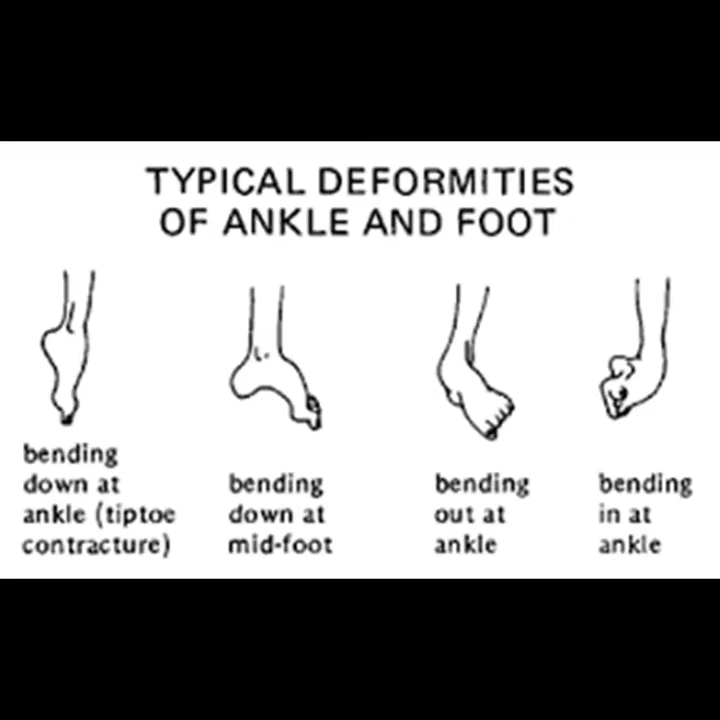 TYPICAL DEFORMITIES
OF ANKLE AND FOOT
bending
down at
ankle (tiptoe
contracture)
bending
down at
mid-foot
bending
out at
ankle
bending
in at
ankle